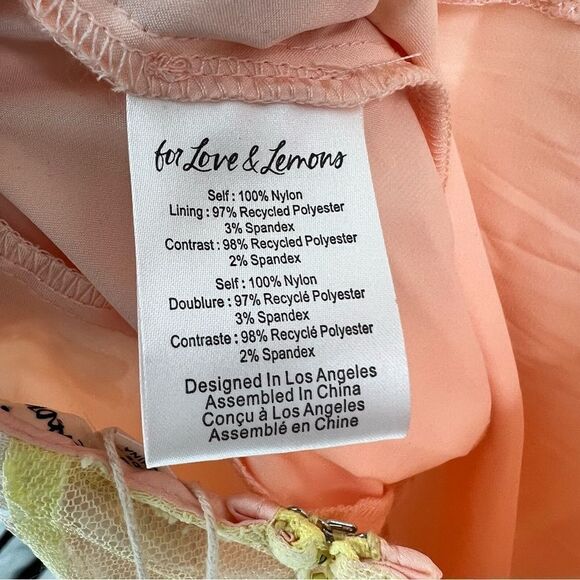 for Love & Lemons
Self : 100% Nylon
Lining : 97% Recycled Polyester
3% Spandex
Contrast : 98% Recycled Polyester
2% Spandex
Self : 100% Nylon
Doublure : 97% Recyclé Polyester
3% Spandex
Contraste : 98% Recyclé Polyester
2% Spandex
Designed In Los Angeles
Assembled In China
Conçu à Los Angeles
Assemblé en Chine